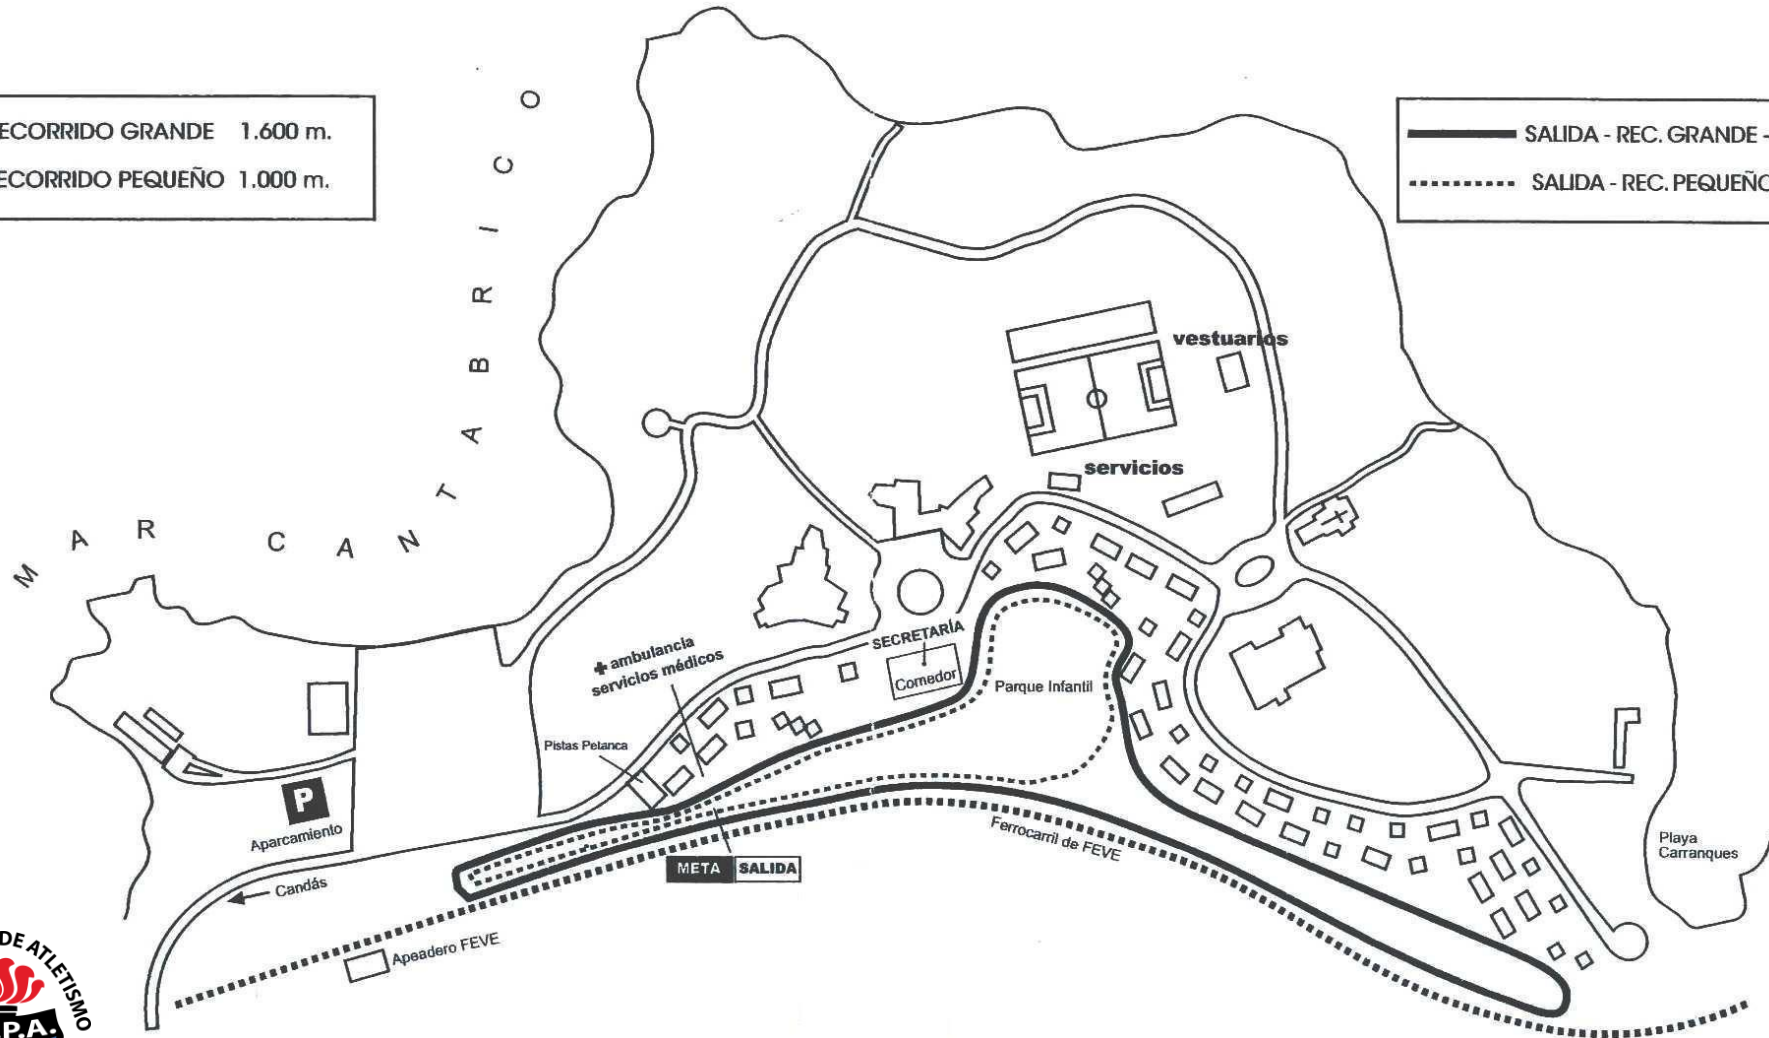 ECORRIDO GRANDE 1.600 m.
ECORRIDO PEQUEÑO 1.000 m.
SALIDA - REC. GRANDE -
SALIDA - REC. PEQUEÑO
MAR CANTABRICO
vestuarios
servicios
SECRETARÍA
Comedor
Parque Infantil
✚ ambulancia
servicios médicos
Pistas Petanca
P
Aparcamiento
Candás
META SALIDA
Ferrocarril de FEVE
Apeadero FEVE
Playa
Carranques
DE ATLETISMO
P.A.